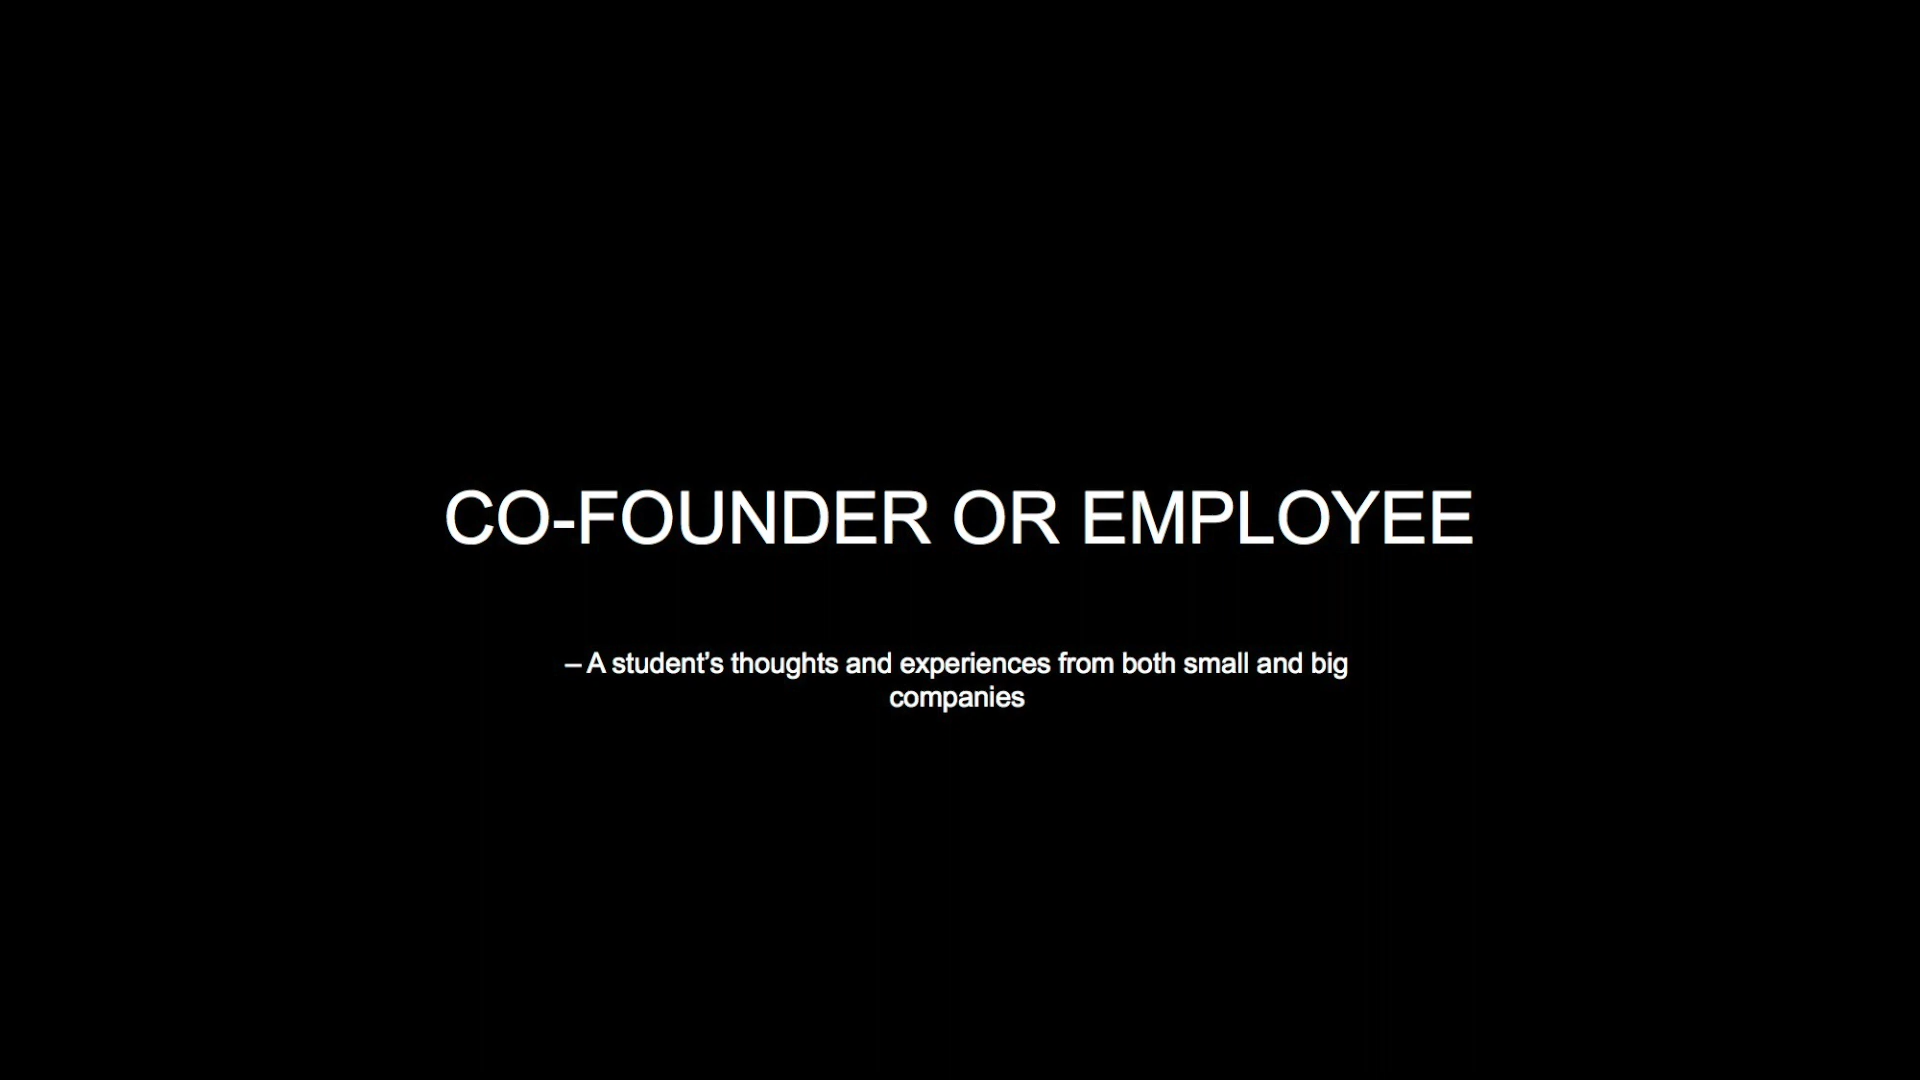 CO-FOUNDER OR EMPLOYEE
– A student’s thoughts and experiences from both small and big
companies